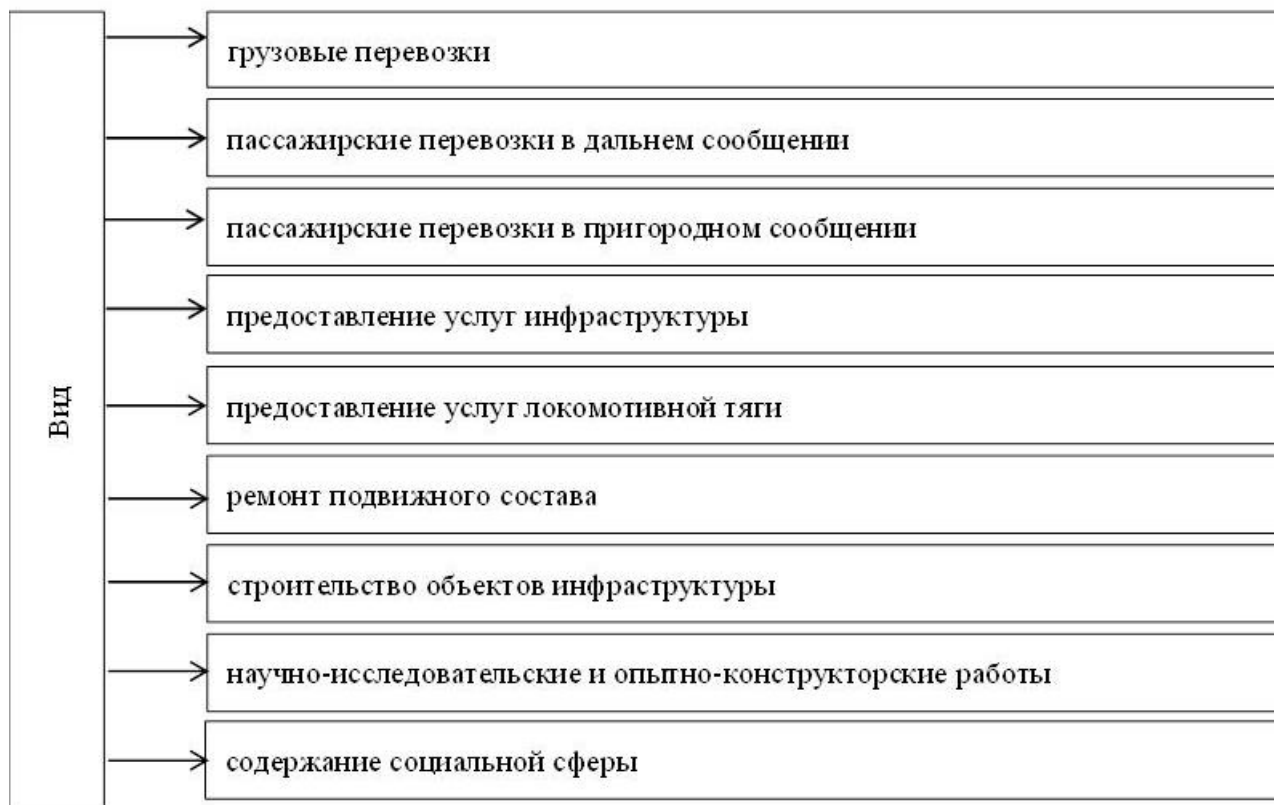 Вид
грузовые перевозки
пассажирские перевозки в дальнем сообщении
пассажирские перевозки в пригородном сообщении
предоставление услуг инфраструктуры
предоставление услуг локомотивной тяги
ремонт подвижного состава
строительство объектов инфраструктуры
научно-исследовательские и опытно-конструкторские работы
содержание социальной сферы